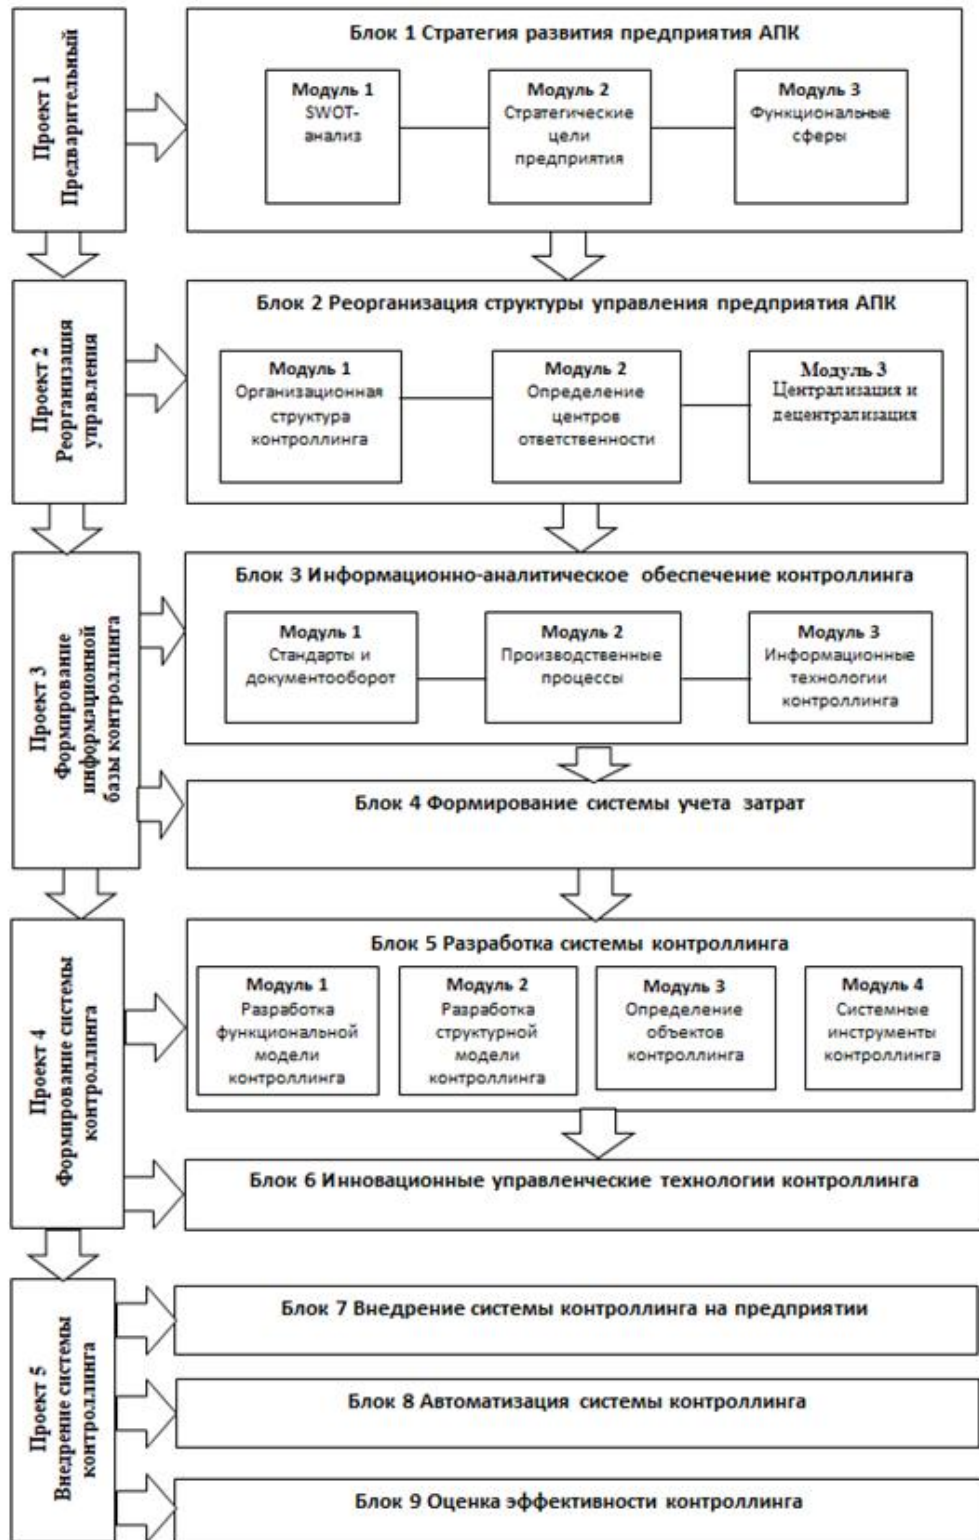 Проект 1
Предварительный
Блок 1 Стратегия развития предприятия АПК
Модуль 1
SWOT-
анализ
Модуль 2
Стратегические
цели
предприятия
Модуль 3
Функциональные
сферы
Проект 2
Реорганизация
управления
Блок 2 Реорганизация структуры управления предприятия АПК
Модуль 1
Организационная
структура
контроллинга
Модуль 2
Определение
центров
ответственности
Модуль 3
Централизация и
децентрализация
Проект 3
Формирование
информационной
базы контроллинга
Блок 3 Информационно-аналитическое обеспечение контроллинга
Модуль 1
Стандарты и
документооборот
Модуль 2
Производственные
процессы
Модуль 3
Информационные
технологии
контроллинга
Блок 4 Формирование системы учета затрат
Проект 4
Формирование системы
контроллинга
Блок 5 Разработка системы контроллинга
Модуль 1
Разработка
функциональной
модели
контроллинга
Модуль 2
Разработка
структурной
модели
контроллинга
Модуль 3
Определение
объектов
контроллинга
Модуль 4
Системные
инструменты
контроллинга
Блок 6 Инновационные управленческие технологии контроллинга
Проект 5
Внедрение системы
контроллинга
Блок 7 Внедрение системы контроллинга на предприятии
Блок 8 Автоматизация системы контроллинга
Блок 9 Оценка эффективности контроллинга